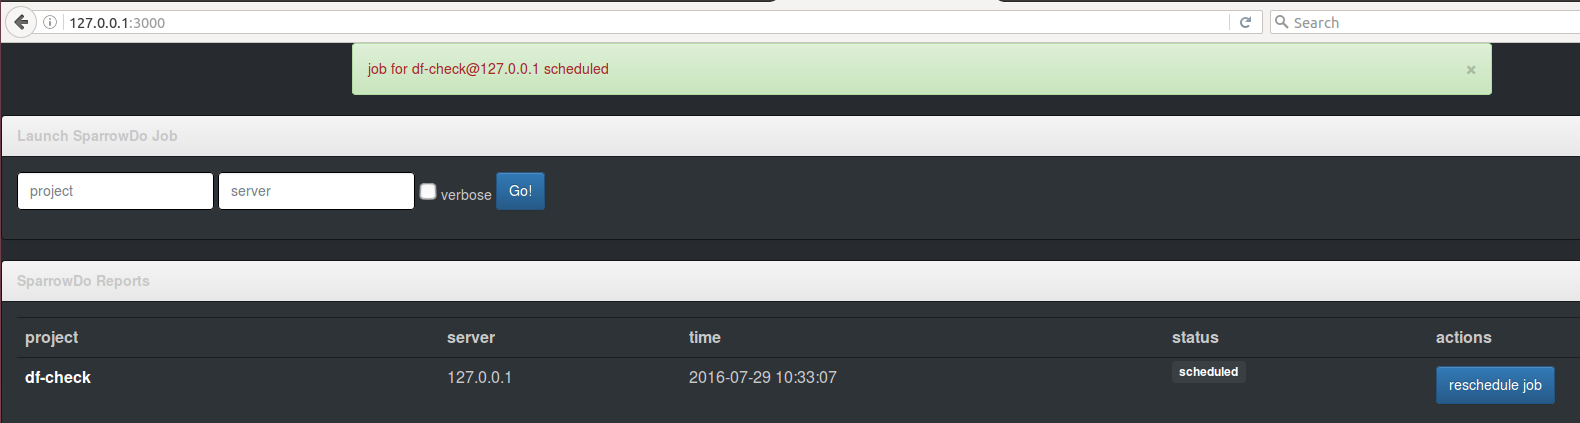 127.0.0.1:3000 Search
job for df-check@127.0.0.1 scheduled ×
Launch SparrowDo Job
project server verbose Go!
SparrowDo Reports
project server time status actions
df-check 127.0.0.1 2016-07-29 10:33:07 scheduled reschedule job